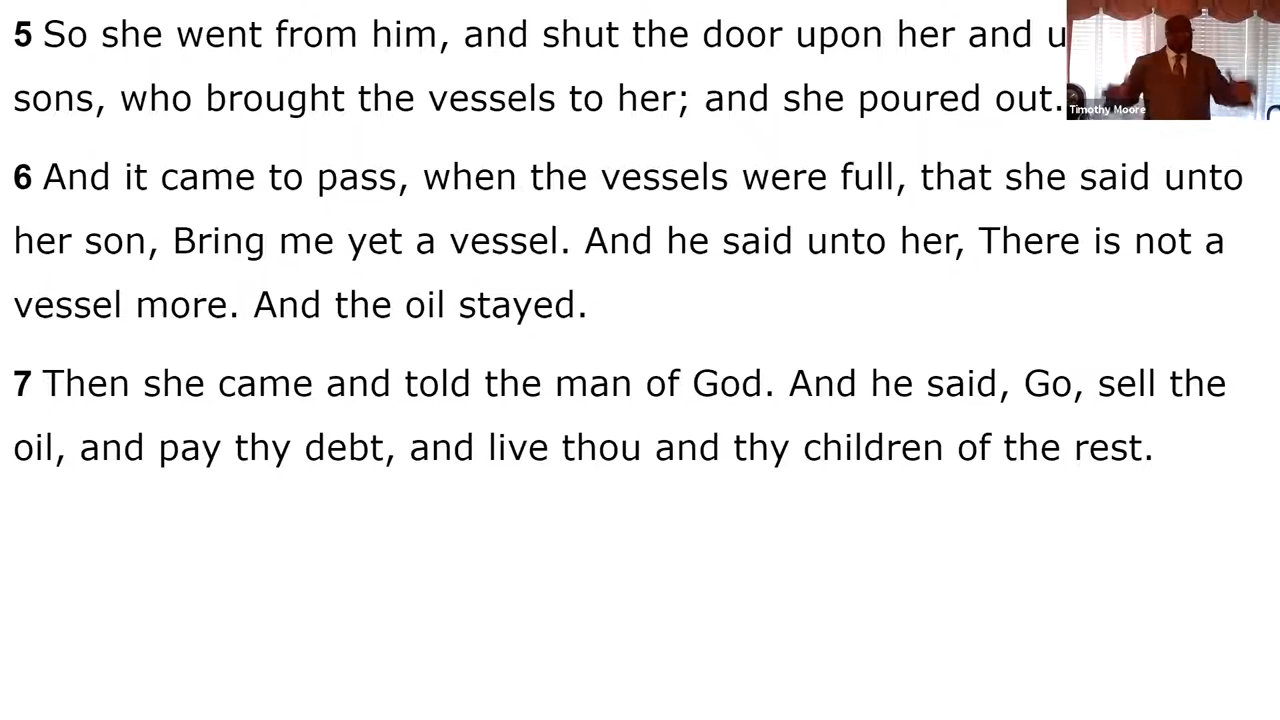 5 So she went from him, and shut the door upon her and u
sons, who brought the vessels to her; and she poured out.
Timothy Moore
6 And it came to pass, when the vessels were full, that she said unto
her son, Bring me yet a vessel. And he said unto her, There is not a
vessel more. And the oil stayed.
7 Then she came and told the man of God. And he said, Go, sell the
oil, and pay thy debt, and live thou and thy children of the rest.